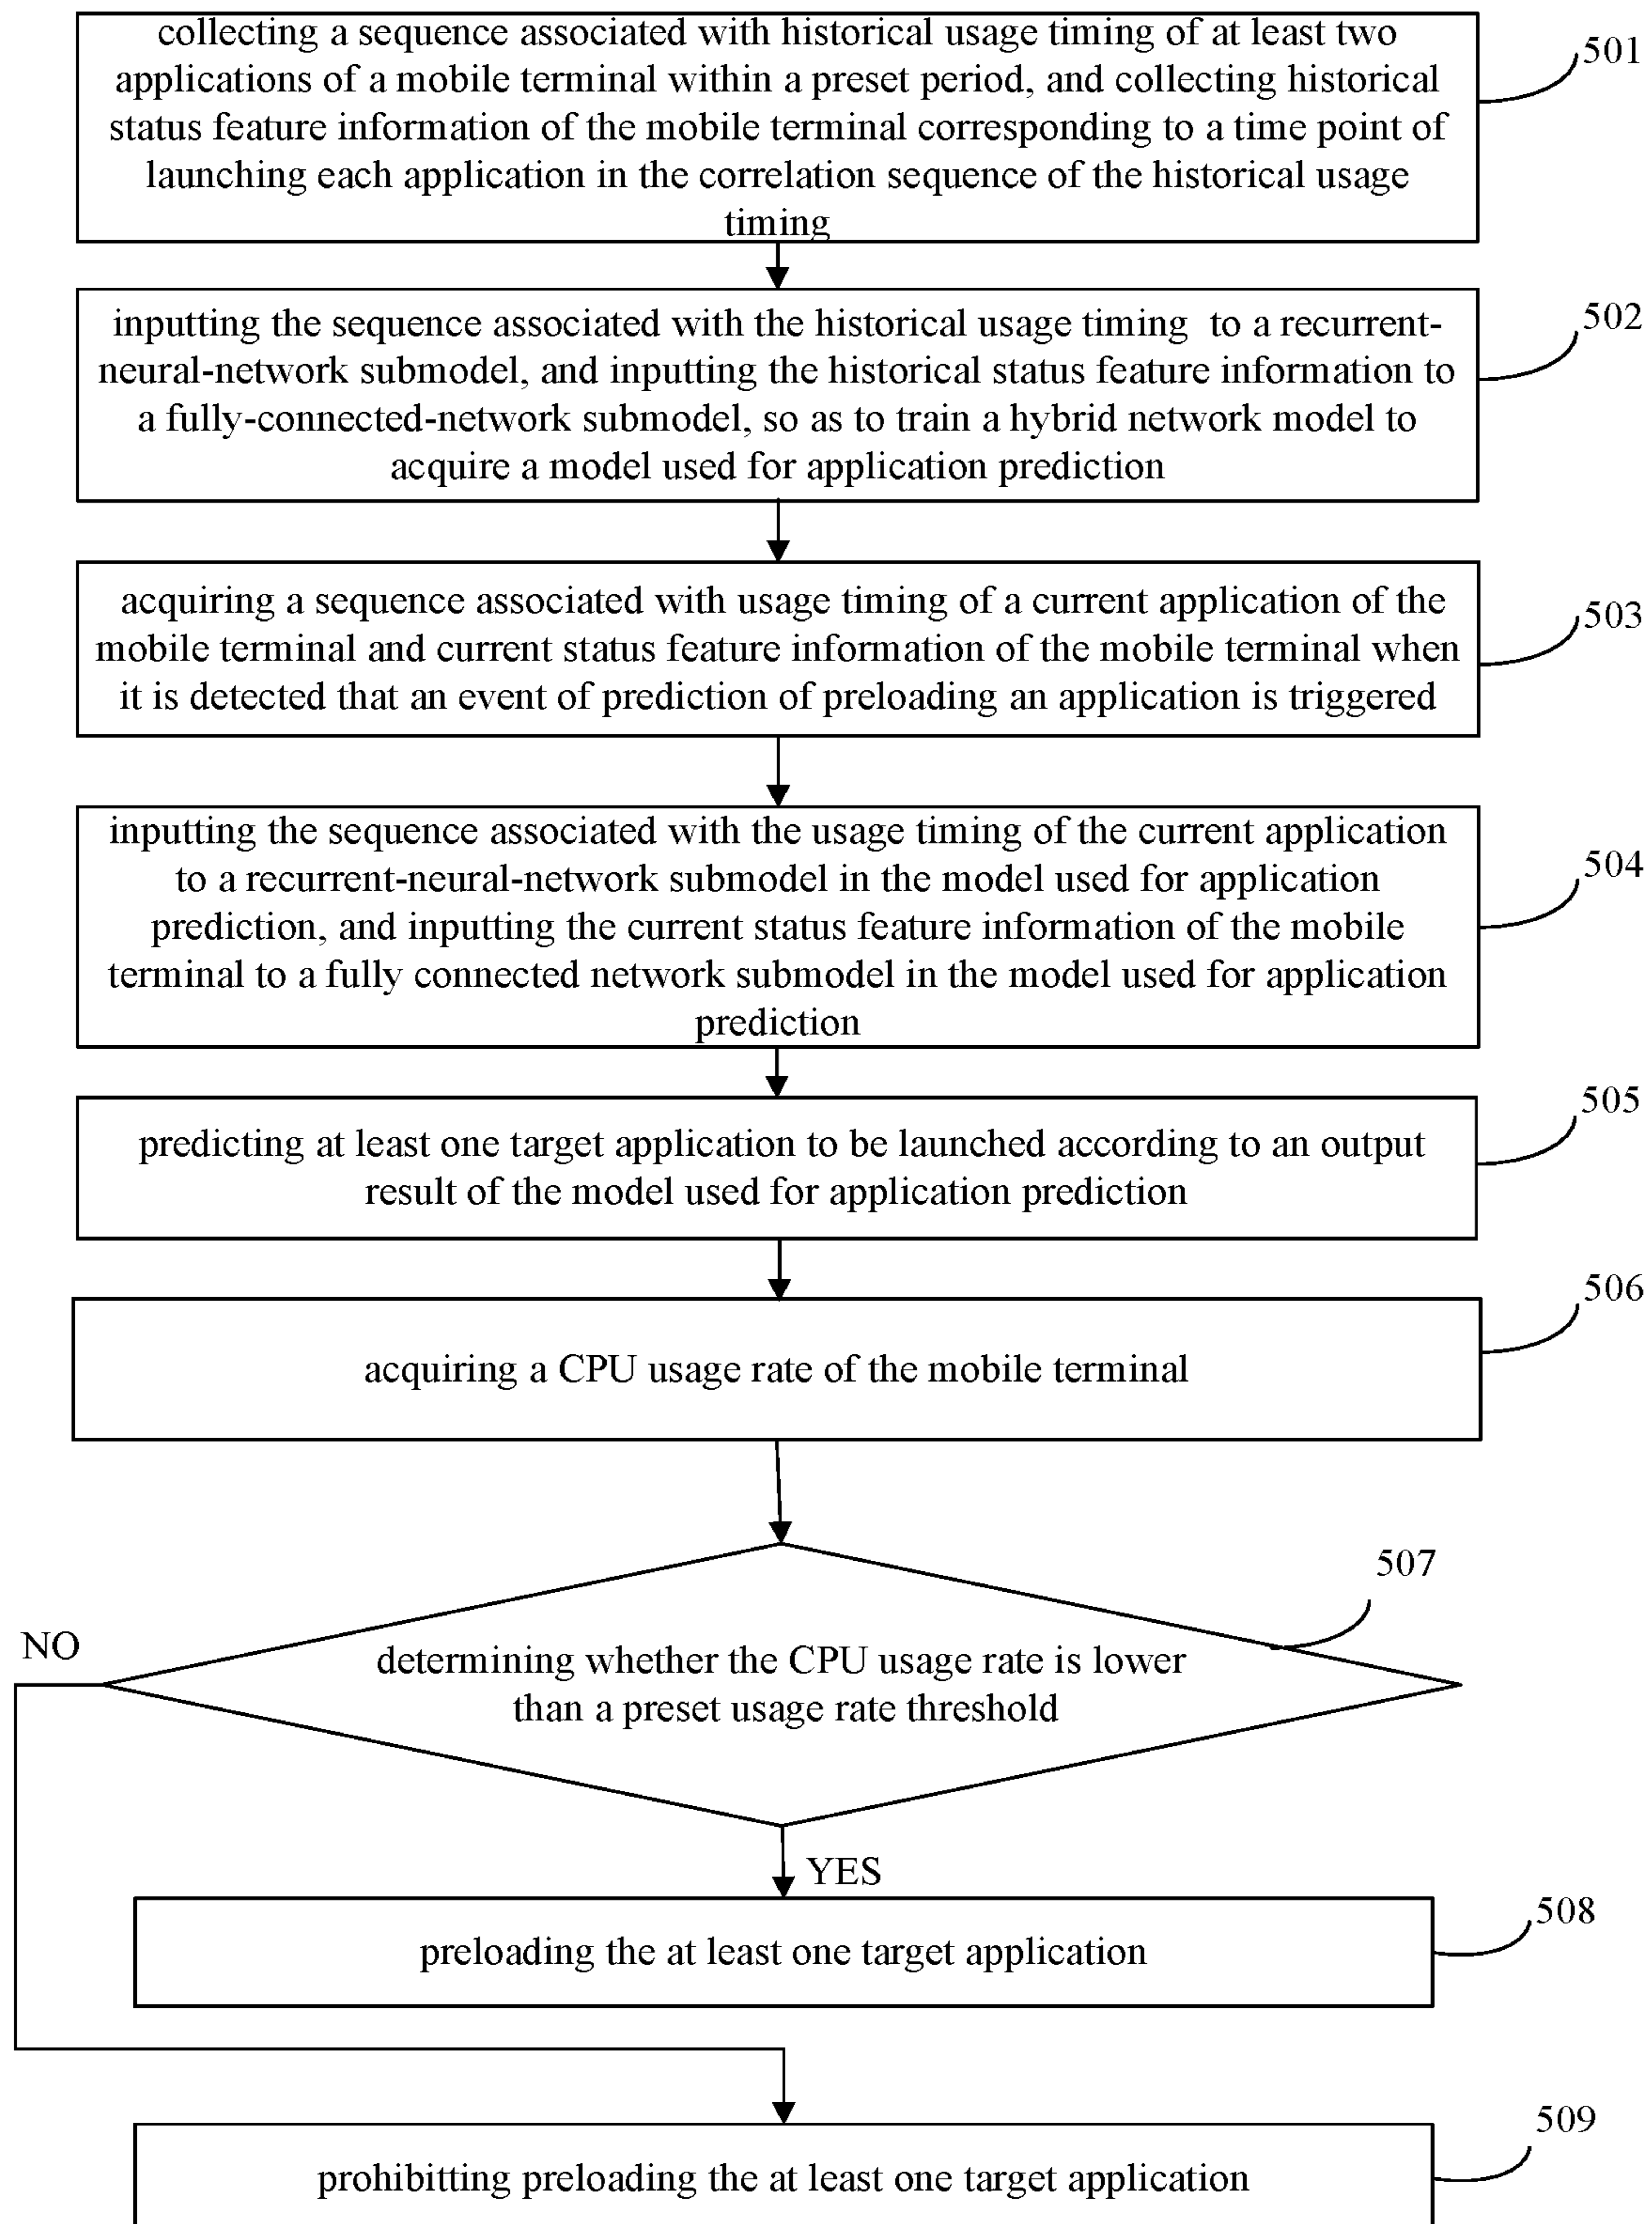 collecting a sequence associated with historical usage timing of at least two
applications of a mobile terminal within a preset period, and collecting historical
status feature information of the mobile terminal corresponding to a time point of
launching each application in the correlation sequence of the historical usage
timing
501
inputting the sequence associated with the historical usage timing to a recurrent-
neural-network submodel, and inputting the historical status feature information to
a fully-connected-network submodel, so as to train a hybrid network model to
acquire a model used for application prediction
502
acquiring a sequence associated with usage timing of a current application of the
mobile terminal and current status feature information of the mobile terminal when
it is detected that an event of prediction of preloading an application is triggered
503
inputting the sequence associated with the usage timing of the current application
to a recurrent-neural-network submodel in the model used for application
prediction, and inputting the current status feature information of the mobile
terminal to a fully connected network submodel in the model used for application
prediction
504
predicting at least one target application to be launched according to an output
result of the model used for application prediction
505
acquiring a CPU usage rate of the mobile terminal
506
determining whether the CPU usage rate is lower
than a preset usage rate threshold
507
NO
YES
preloading the at least one target application
508
prohibitting preloading the at least one target application
509